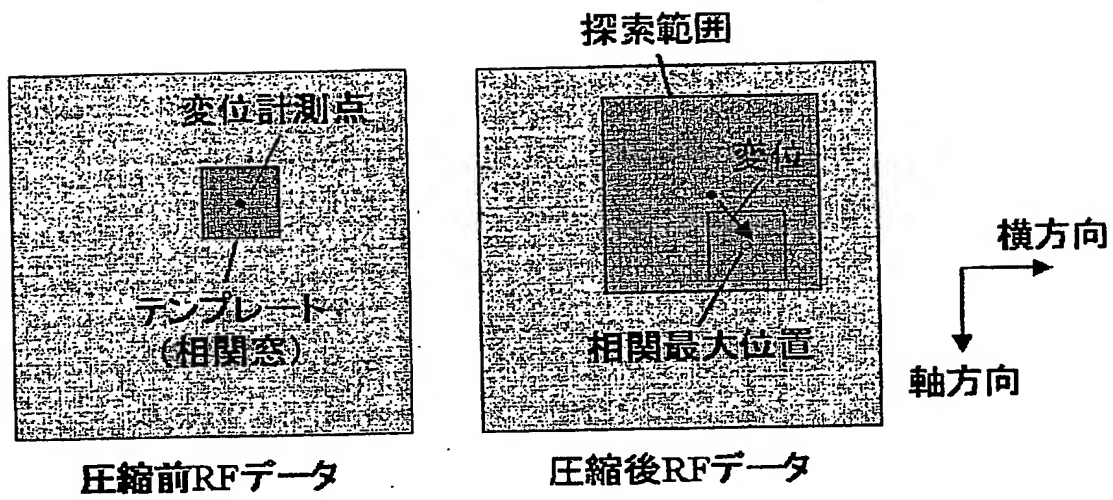 探索範囲
変位計測点
変位
横方向
テンプレート
(相関窓)
相関最大位置
軸方向
圧縮前RFデータ
圧縮後RFデータ